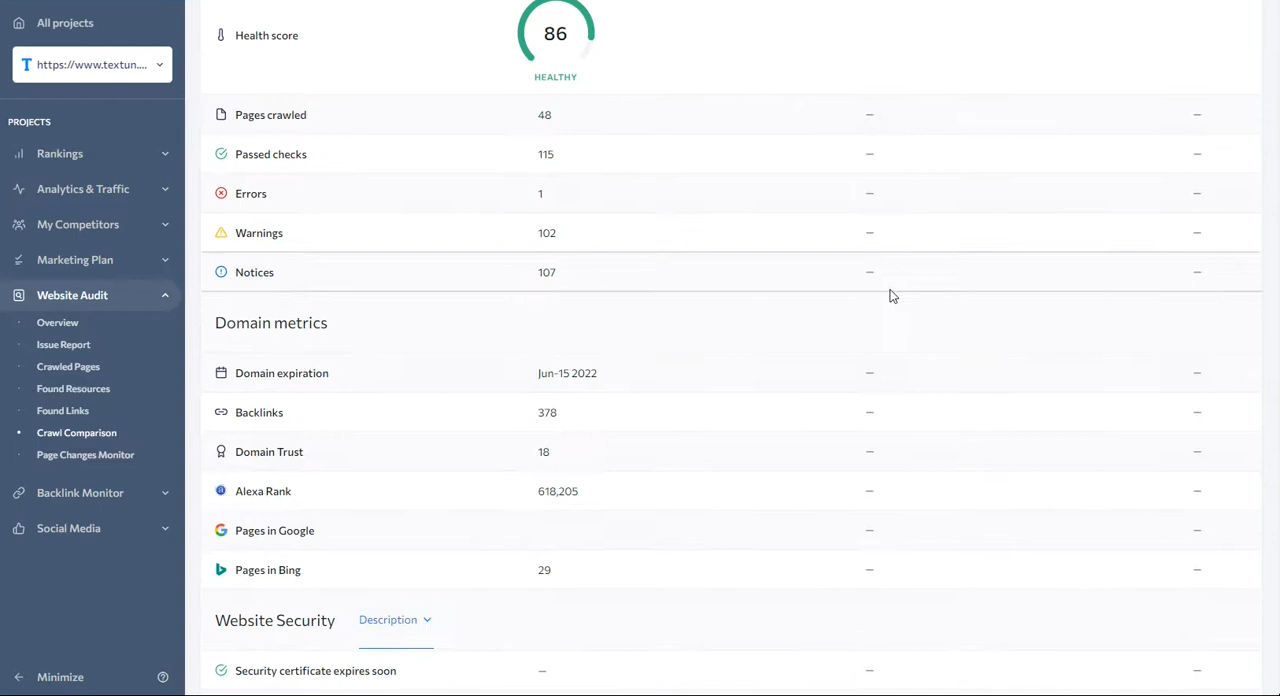 All projects
T https://www.textun....
PROJECTS
Rankings
Analytics & Traffic
My Competitors
Marketing Plan
Website Audit
Overview
Issue Report
Crawled Pages
Found Resources
Found Links
Crawl Comparison
Page Changes Monitor
Backlink Monitor
Social Media
Minimize
Health score 86
HEALTHY
Pages crawled 48 — —
Passed checks 115 — —
Errors 1 — —
Warnings 102 — —
Notices 107 — —
Domain metrics
Domain expiration Jun-15 2022 — —
Backlinks 378 — —
Domain Trust 18 — —
Alexa Rank 618,205 — —
Pages in Google — —
Pages in Bing 29 — —
Website Security Description
Security certificate expires soon — — —